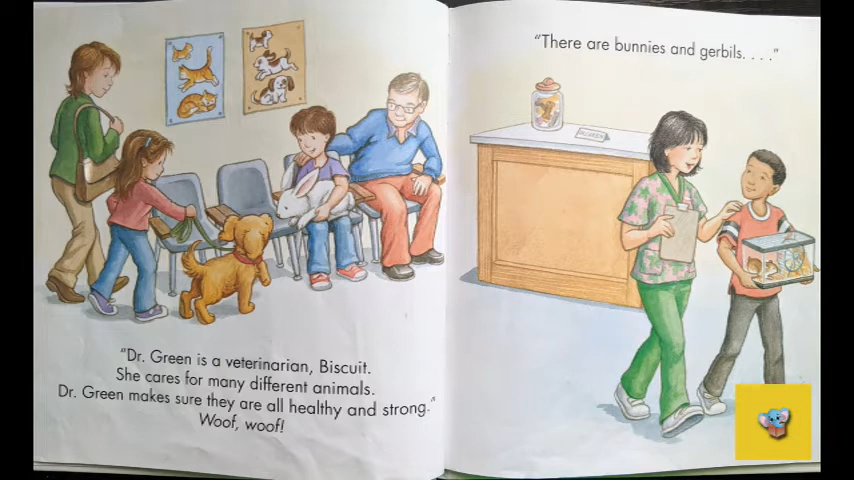 "Dr. Green is a veterinarian, Biscuit.
She cares for many different animals.
Dr. Green makes sure they are all healthy and strong."
Woof, woof!
"There are bunnies and gerbils. . . ."